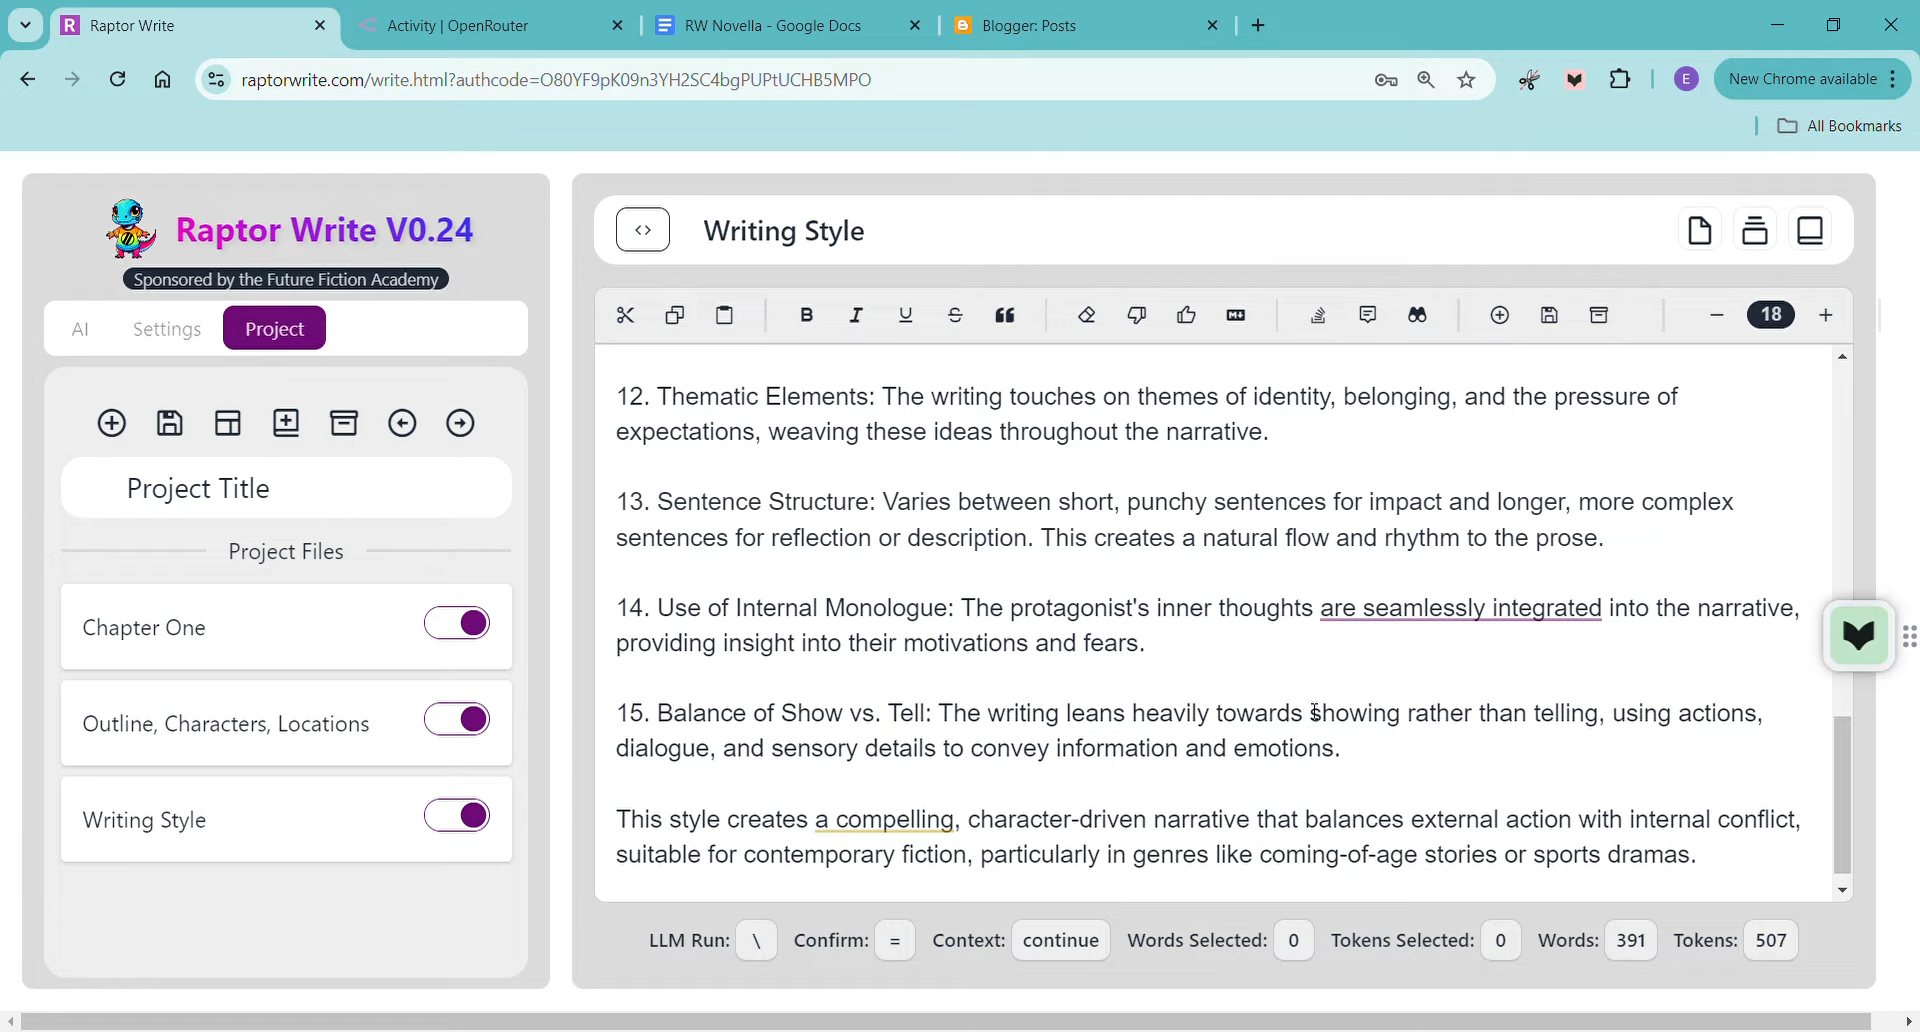 Raptor Write
Activity | OpenRouter
RW Novella - Google Docs
Blogger: Posts
raptorwrite.com/write.html?authcode=O80YF9pK09n3YH2SC4bgPUPtUCHB5MPO
E
New Chrome available
All Bookmarks
Raptor Write V0.24
Sponsored by the Future Fiction Academy
AI Settings Project
Project Title
Project Files
Chapter One
Outline, Characters, Locations
Writing Style
<> Writing Style
B I U S
18
12. Thematic Elements: The writing touches on themes of identity, belonging, and the pressure of
expectations, weaving these ideas throughout the narrative.
13. Sentence Structure: Varies between short, punchy sentences for impact and longer, more complex
sentences for reflection or description. This creates a natural flow and rhythm to the prose.
14. Use of Internal Monologue: The protagonist's inner thoughts are seamlessly integrated into the narrative,
providing insight into their motivations and fears.
15. Balance of Show vs. Tell: The writing leans heavily towards showing rather than telling, using actions,
dialogue, and sensory details to convey information and emotions.
This style creates a compelling, character-driven narrative that balances external action with internal conflict,
suitable for contemporary fiction, particularly in genres like coming-of-age stories or sports dramas.
LLM Run: \ Confirm: = Context: continue Words Selected: 0 Tokens Selected: 0 Words: 391 Tokens: 507